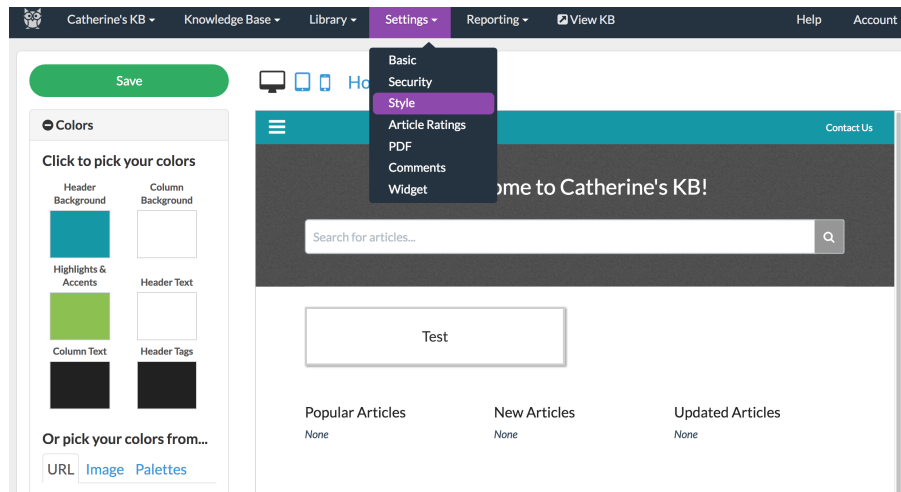 Catherine's KB Knowledge Base Library Settings Reporting View KB Help Account
Basic
Security
Style
Article Ratings
PDF
Comments
Widget
Save
Colors
Click to pick your colors
Header Background
Column Background
Highlights & Accents
Header Text
Column Text
Header Tags
Or pick your colors from...
URL Image Palettes
Ho
Contact Us
ome to Catherine's KB!
Search for articles...
Test
Popular Articles
None
New Articles
None
Updated Articles
None